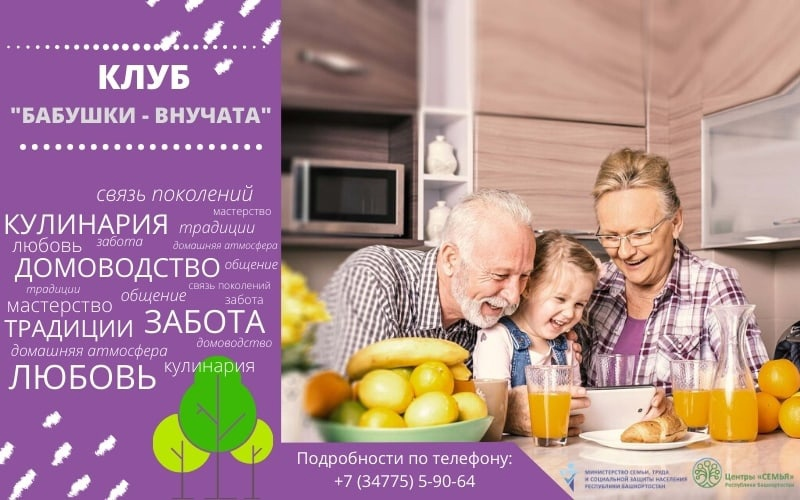 КЛУБ
"БАБУШКИ - ВНУЧАТА"
связь поколений
мастерство
КУЛИНАРИЯ традиции
любовь забота домашняя атмосфера
ДОМОВОДСТВО общение
традиции связь поколений
мастерство общение забота
ТРАДИЦИИ ЗАБОТА
домашняя атмосфера домоводство
ЛЮБОВЬ кулинария
Подробности по телефону:
+7 (34775) 5-90-64
МИНИСТЕРСТВО СЕМЬИ, ТРУДА
И СОЦИАЛЬНОЙ ЗАЩИТЫ НАСЕЛЕНИЯ
РЕСПУБЛИКИ БАШКОРТОСТАН
Центры «СЕМЬЯ»
Республики Башкортостан